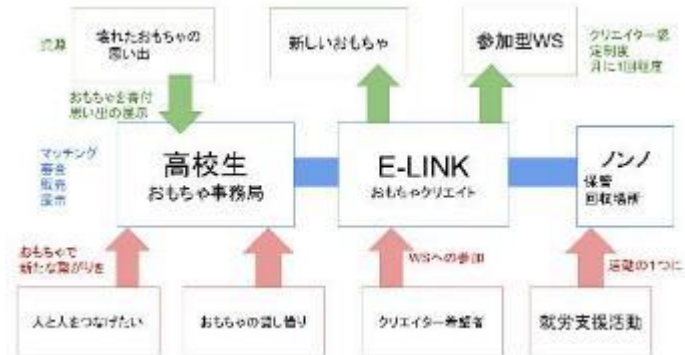 資源
壊れたおもちゃの
思い出
新しいおもちゃ
参加型WS
クリエイター認
定制度
月に1回程度
おもちゃを寄付
思い出の展示
マッチング
審査
販売
展示
高校生
おもちゃ事務局
E-LINK
おもちゃクリエイト
ノンノ
保管
回収場所
おもちゃで
新たな繋がりを
WSへの参加
活動の1つに
人と人をつなげたい
おもちゃの貸し借り
クリエイター希望者
就労支援活動